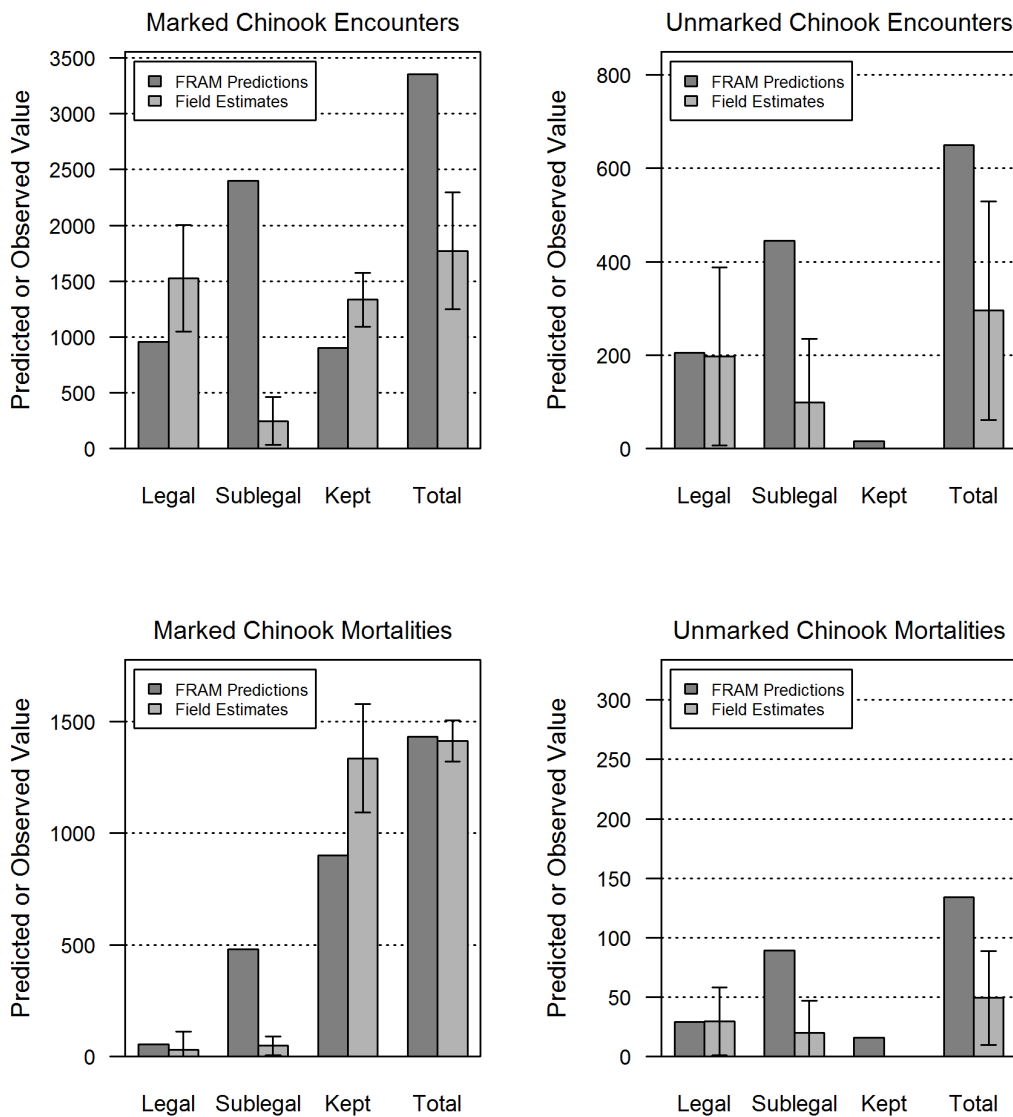 Marked Chinook Encounters
Predicted or Observed Value
3500
3000
2500
2000
1500
1000
500
0
FRAM Predictions
Field Estimates
Legal Sublegal Kept Total
Unmarked Chinook Encounters
Predicted or Observed Value
800
600
400
200
0
FRAM Predictions
Field Estimates
Legal Sublegal Kept Total
Marked Chinook Mortalities
Predicted or Observed Value
1500
1000
500
0
FRAM Predictions
Field Estimates
Legal Sublegal Kept Total
Unmarked Chinook Mortalities
Predicted or Observed Value
300
250
200
150
100
50
0
FRAM Predictions
Field Estimates
Legal Sublegal Kept Total